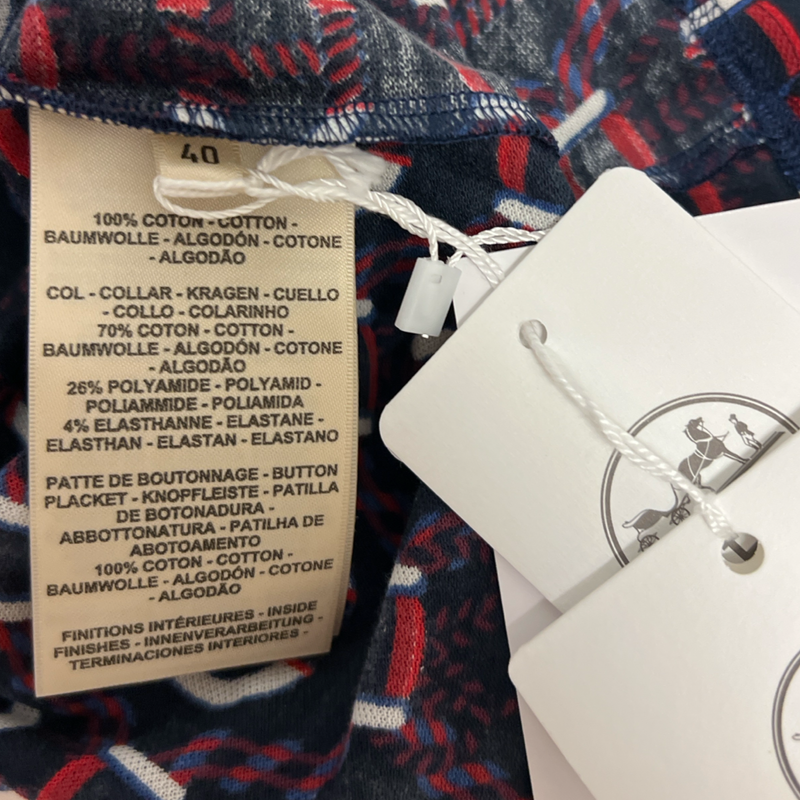 40
100% COTON - COTTON -
BAUMWOLLE - ALGODÓN - COTONE
- ALGODÃO
COL - COLLAR - KRAGEN - CUELLO
- COLLO - COLARINHO
70% COTON - COTTON -
BAUMWOLLE - ALGODÓN - COTONE
- ALGODÃO
26% POLYAMIDE - POLYAMID -
POLIAMMIDE - POLIAMIDA
4% ELASTHANNE - ELASTANE -
ELASTHAN - ELASTAN - ELASTANO
PATTE DE BOUTONNAGE - BUTTON
PLACKET - KNOPFLEISTE - PATILLA
DE BOTONADURA -
ABBOTTONATURA - PATILHA DE
ABOTOAMENTO
100% COTON - COTTON -
BAUMWOLLE - ALGODÓN - COTONE
- ALGODÃO
FINITIONS INTÉRIEURES - INSIDE
FINISHES - INNENVERARBEITUNG -
TERMINACIONES INTERIORES -